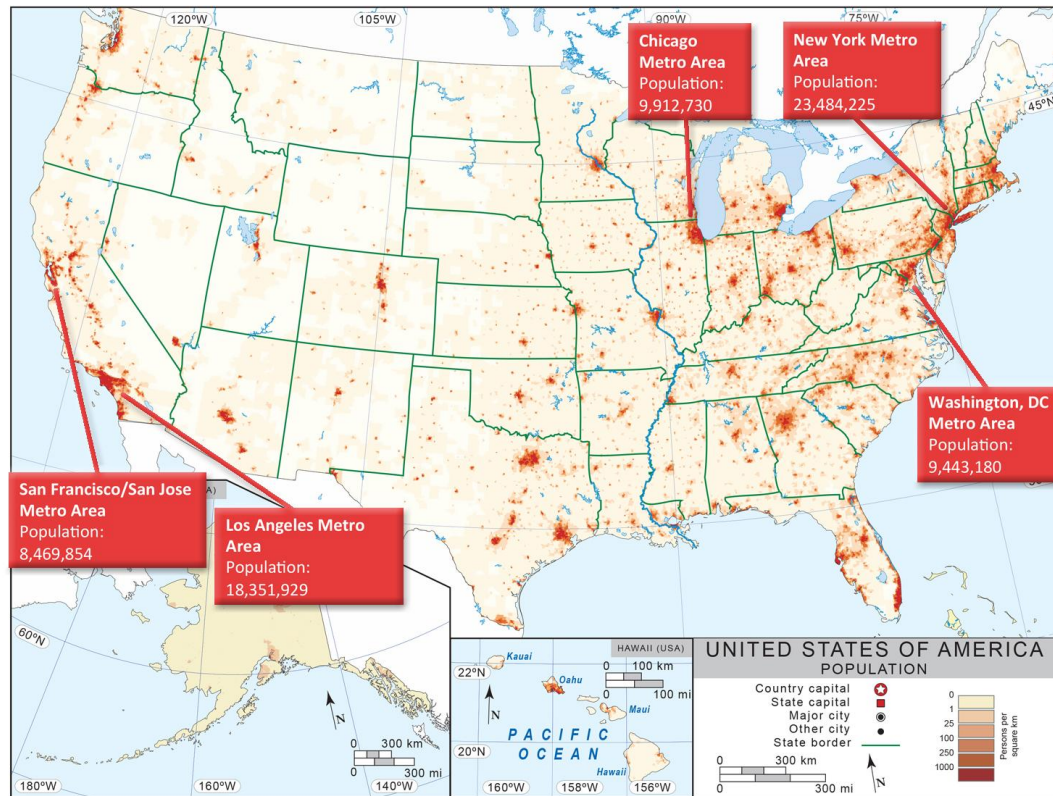 120°W
105°W
90°W
75°W
45°N
Chicago
Metro Area
Population:
9,912,730
New York Metro
Area
Population:
23,484,225
Washington, DC
Metro Area
Population:
9,443,180
San Francisco/San Jose
Metro Area
Population:
8,469,854
Los Angeles Metro
Area
Population:
18,351,929
A)
60°N
180°W
160°W
140°W
N
0 300 km
0 300 mi
HAWAII (USA)
Kauai
22°N
Oahu
0 100 km
0 100 mi
Maui
N
PACIFIC
OCEAN
20°N
Hawaii
160°W
158°W
156°W
UNITED STATES OF AMERICA
POPULATION
Country capital
State capital
Major city
Other city
State border
0 300 km
0 300 mi
N
0
1
25
100
250
1000
Persons per
square km